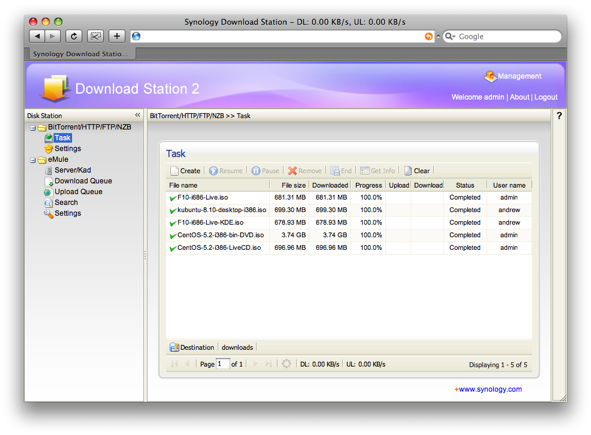 Synology Download Station – DL: 0.00 KB/s, UL: 0.00 KB/s
Google
Synology Download Statio...
Download Station 2
Management
Welcome admin | About | Logout
Disk Station
BitTorrent/HTTP/FTP/NZB >> Task
?
BitTorrent/HTTP/FTP/NZB
Task
Settings
eMule
Server/Kad
Download Queue
Upload Queue
Search
Settings
Task
Create Resume Pause Remove End Get Info Clear
File name File size Downloaded Progress Upload Download Status User name
F10-i686-Live.iso 681.31 MB 681.31 MB 100.0% Completed admin
kubuntu-8.10-desktop-i386.iso 699.30 MB 699.30 MB 100.0% Completed andrew
F10-i686-Live-KDE.iso 678.93 MB 678.93 MB 100.0% Completed andrew
CentOS-5.2-i386-bin-DVD.iso 3.74 GB 3.74 GB 100.0% Completed admin
CentOS-5.2-i386-LiveCD.iso 696.96 MB 696.96 MB 100.0% Completed admin
Destination downloads
Page 1 of 1 DL: 0.00 KB/s UL: 0.00 KB/s Displaying 1 - 5 of 5
www.synology.com